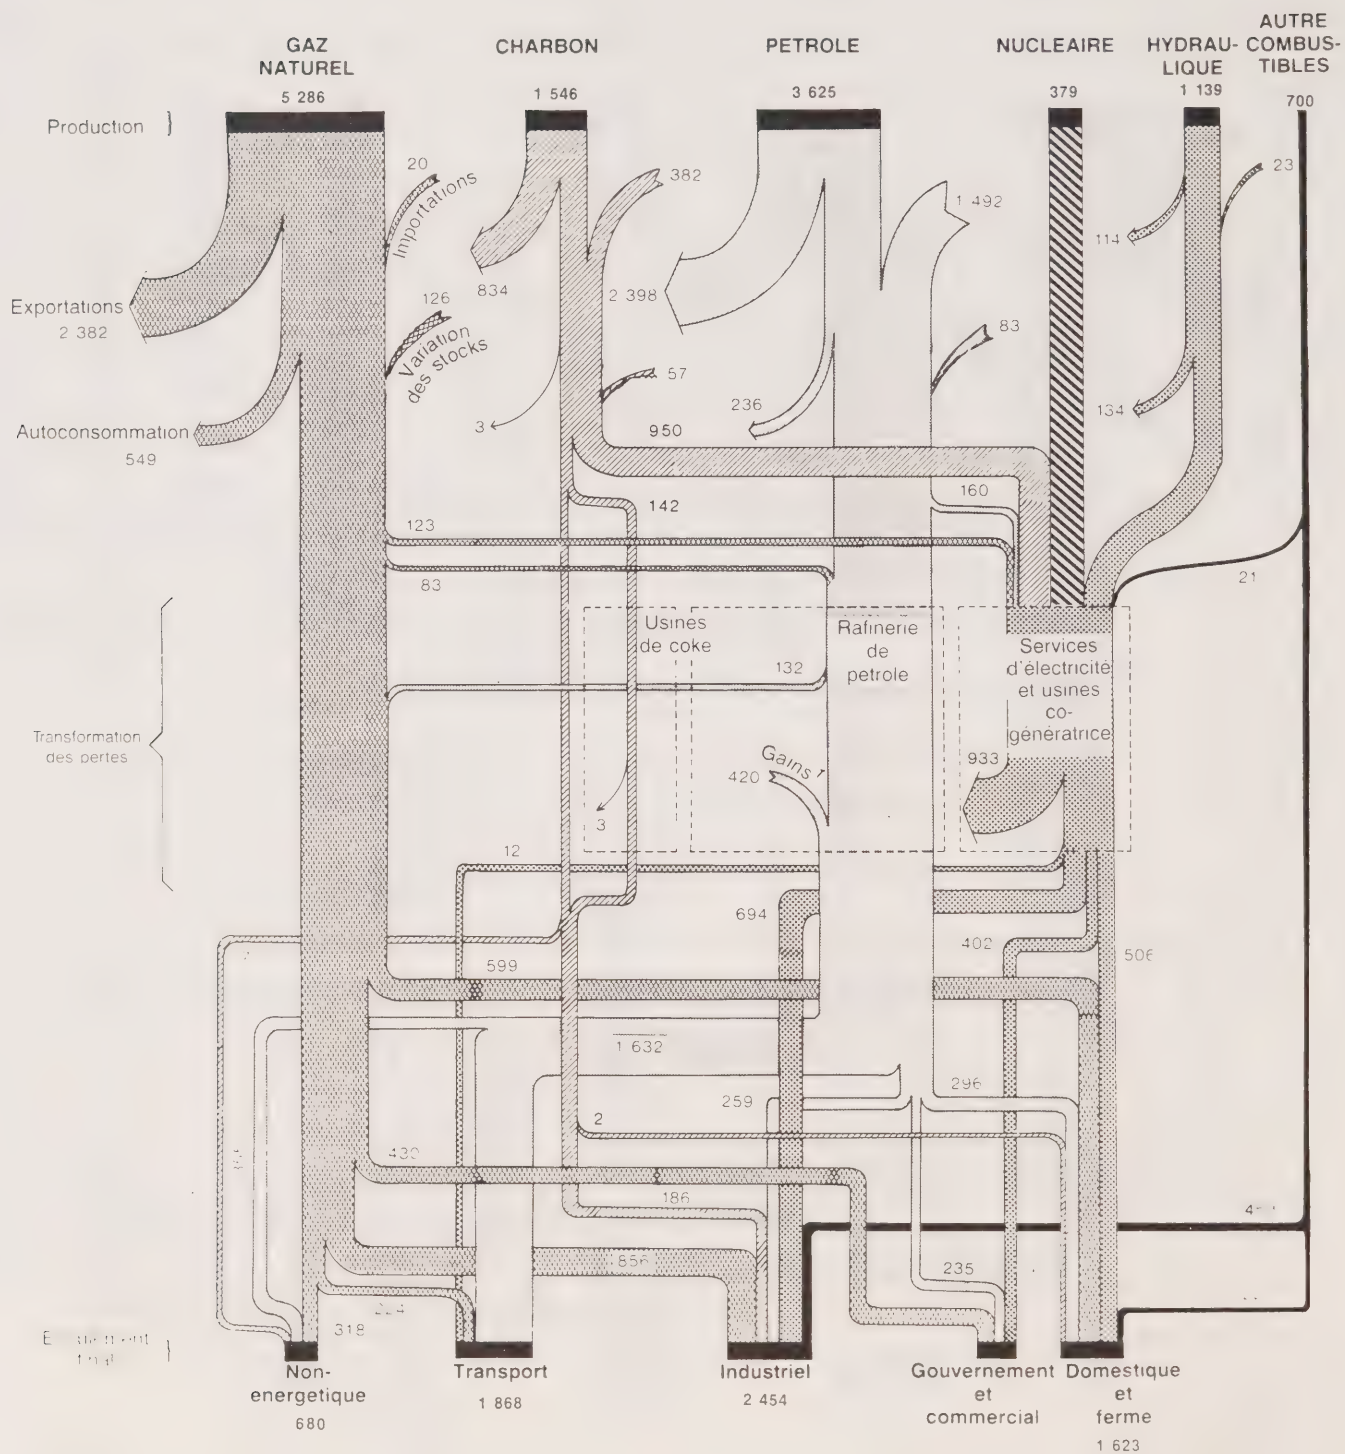 GAZ
NATUREL
5 286
CHARBON
1 546
PETROLE
3 625
NUCLEAIRE
379
HYDRAU-
LIQUE
1 139
AUTRE
COMBUS-
TIBLES
700
Production
20
Importations
382
1 492
23
114
834
2 398
Exportations
2 382
126
Variation
des stocks
57
83
236
134
3
Autoconsommation
549
950
142
160
123
83
21
Usines
de coke
Rafinerie
de
petrole
Services
d'électricité
et usines
co-
génératrice
132
Transformation
des pertes
Gains r
420
933
3
12
694
402
506
599
1 632
259
296
2
430
186
856
235
224
318
Non-
energetique
680
Transport
1 868
Industriel
2 454
Gouvernement
et
commercial
Domestique
et
ferme
1 623